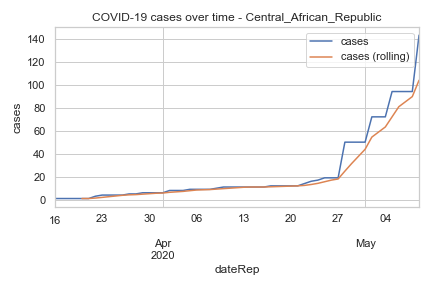 COVID-19 cases over time - Central_African_Republic
cases
cases (rolling)
cases
140
120
100
80
60
40
20
0
16 23 30 06 13 20 27 04
Apr May
2020
dateRep